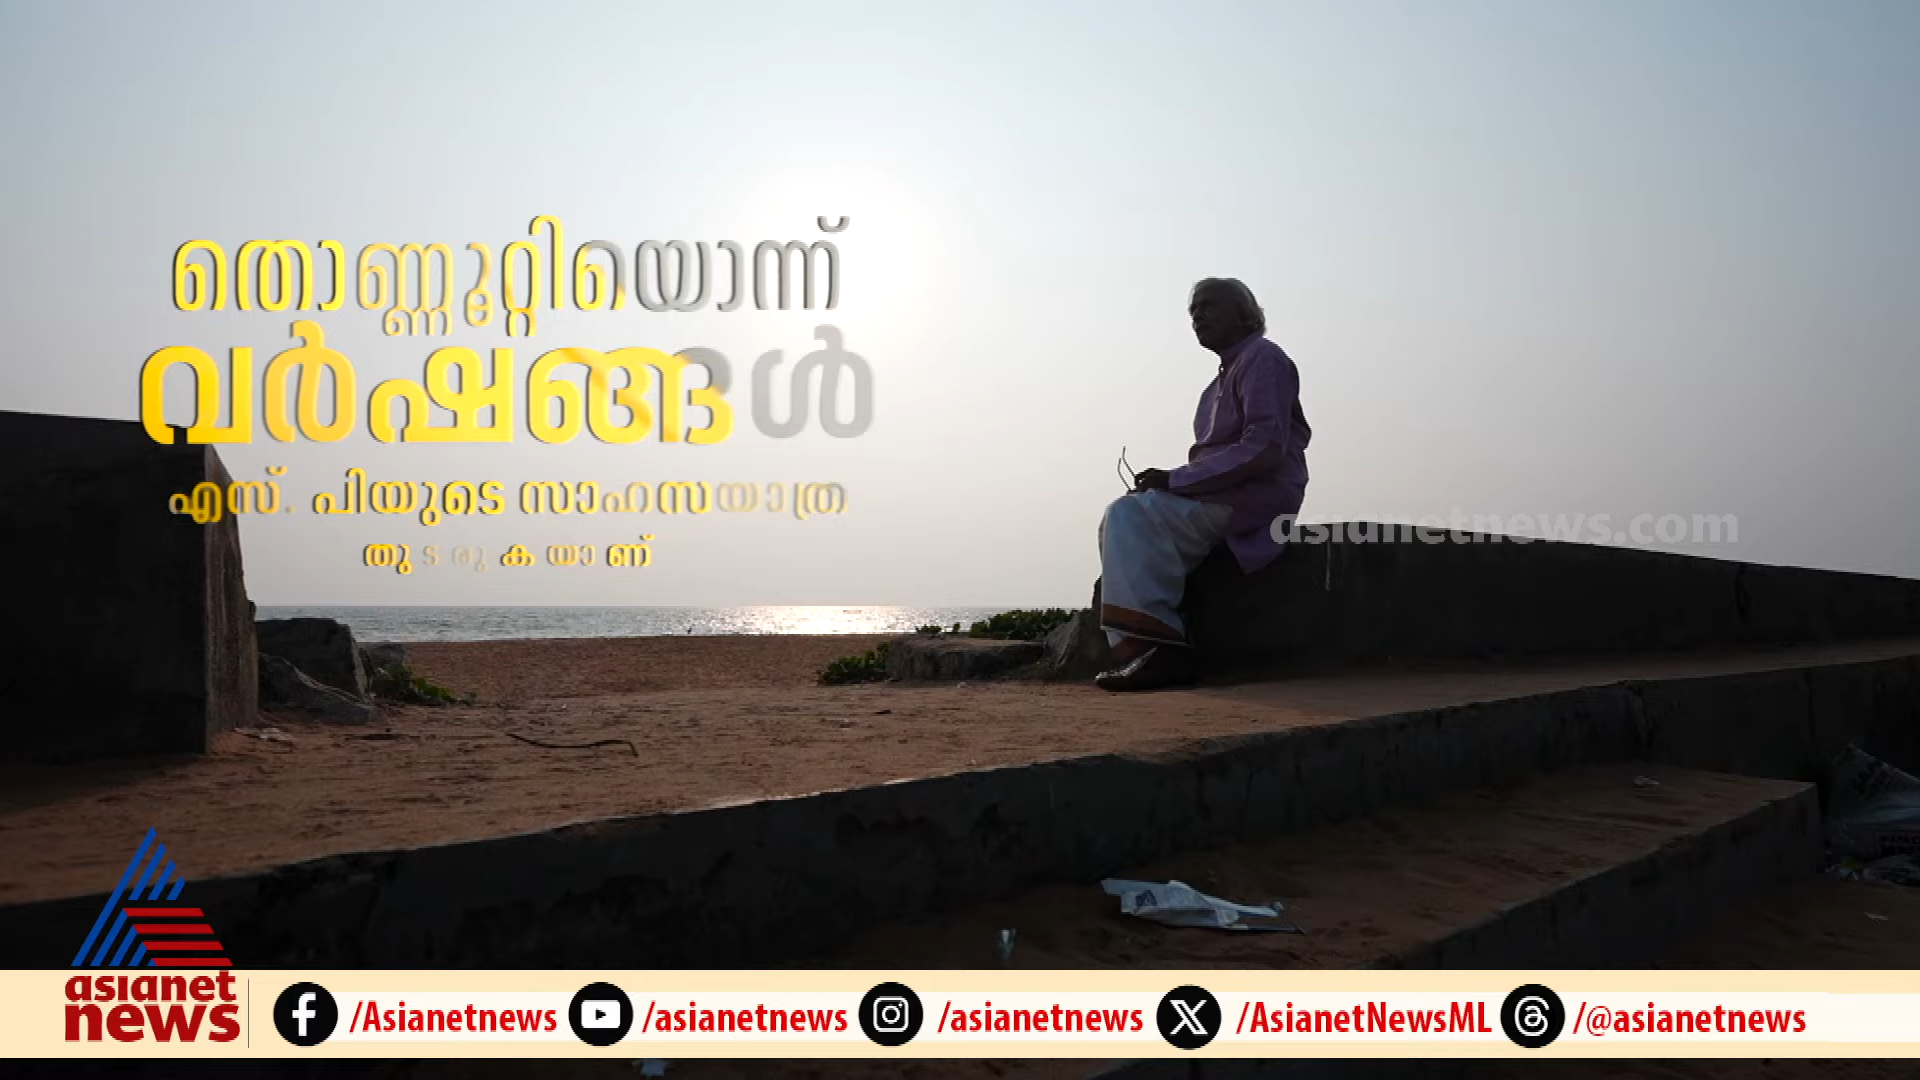 തൊണ്ണൂറ്റിയൊന്ന്
വർഷങ്ങൾ
എസ്. പിയുടെ സാഹസയാത്ര
തുടരുകയാണ്
asianetnews.com
asianet
news
/Asianetnews /asianetnews /asianetnews /AsianetNewsML /@asianetnews